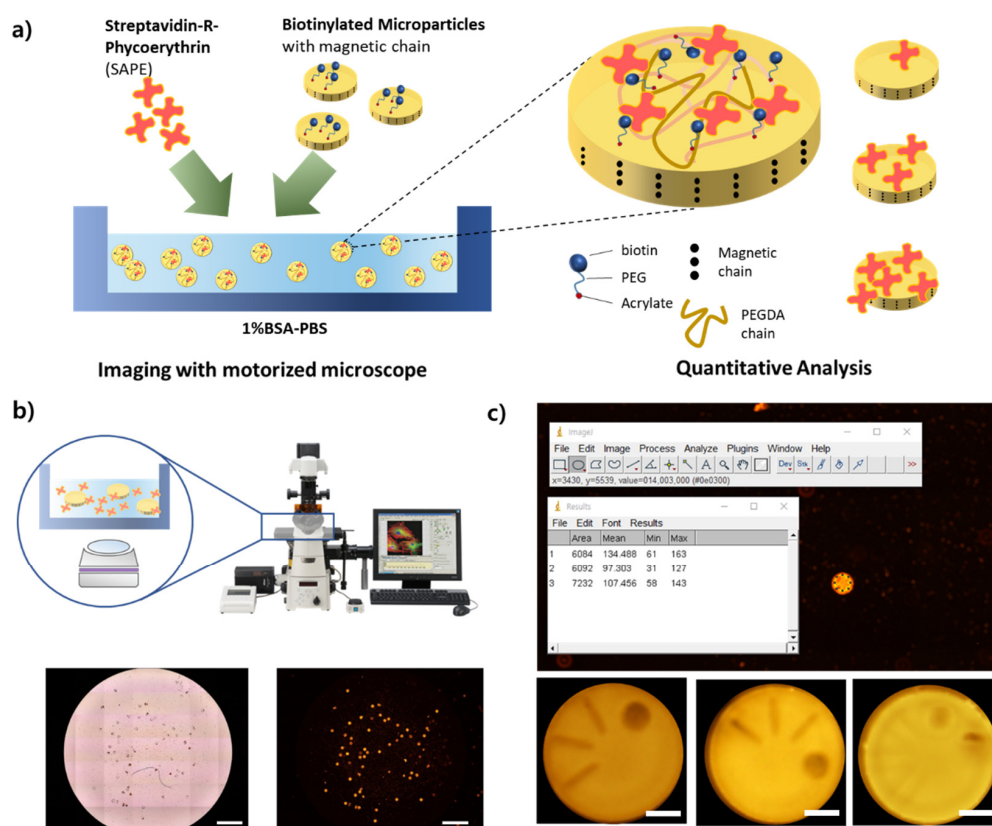 a)
Streptavidin-R-
Phycoerythrin
(SAPE)
Biotinylated Microparticles
with magnetic chain
biotin
PEG
Acrylate
Magnetic
chain
PEGDA
chain
1%BSA-PBS
Imaging with motorized microscope
Quantitative Analysis
b)
c)
ImageJ
File Edit Image Process Analyze Plugins Window Help
Dev Stk >>
x=3430, y=5539, value=014,003,000 (#0e0300)
Results
File Edit Font Results
Area Mean Min Max
1 6084 134.488 61 163
2 6092 97.303 31 127
3 7232 107.456 58 143